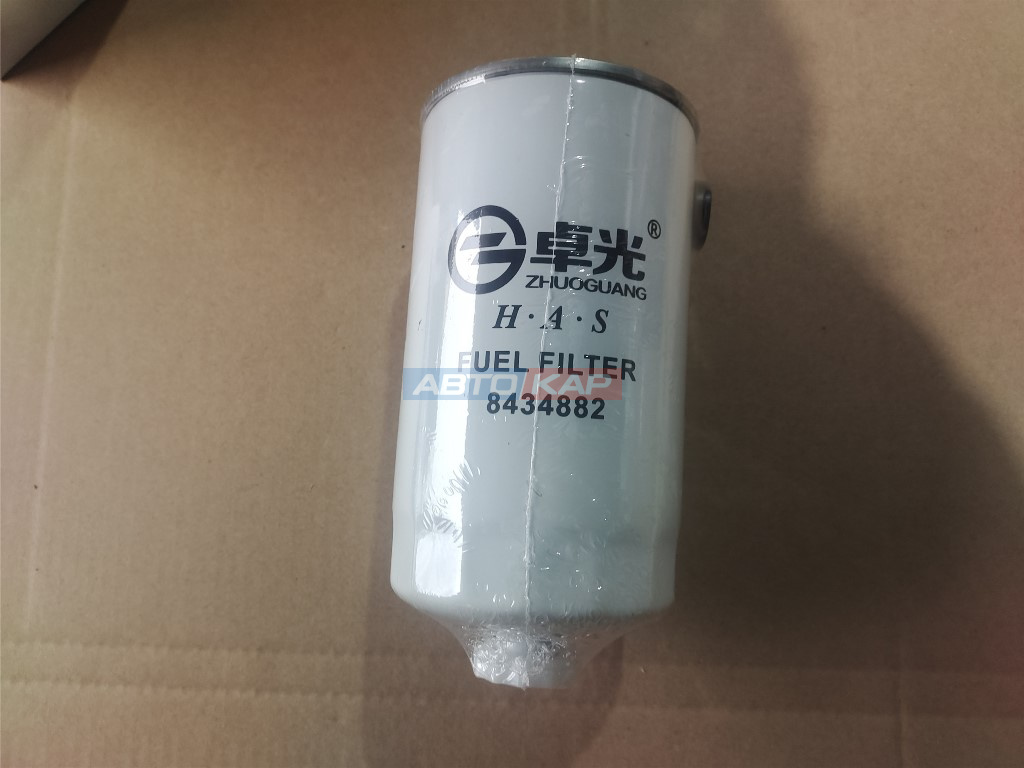 卓光®
ZHUOGUANG
H·A·S
FUEL FILTER
АВТОКАР
8434882